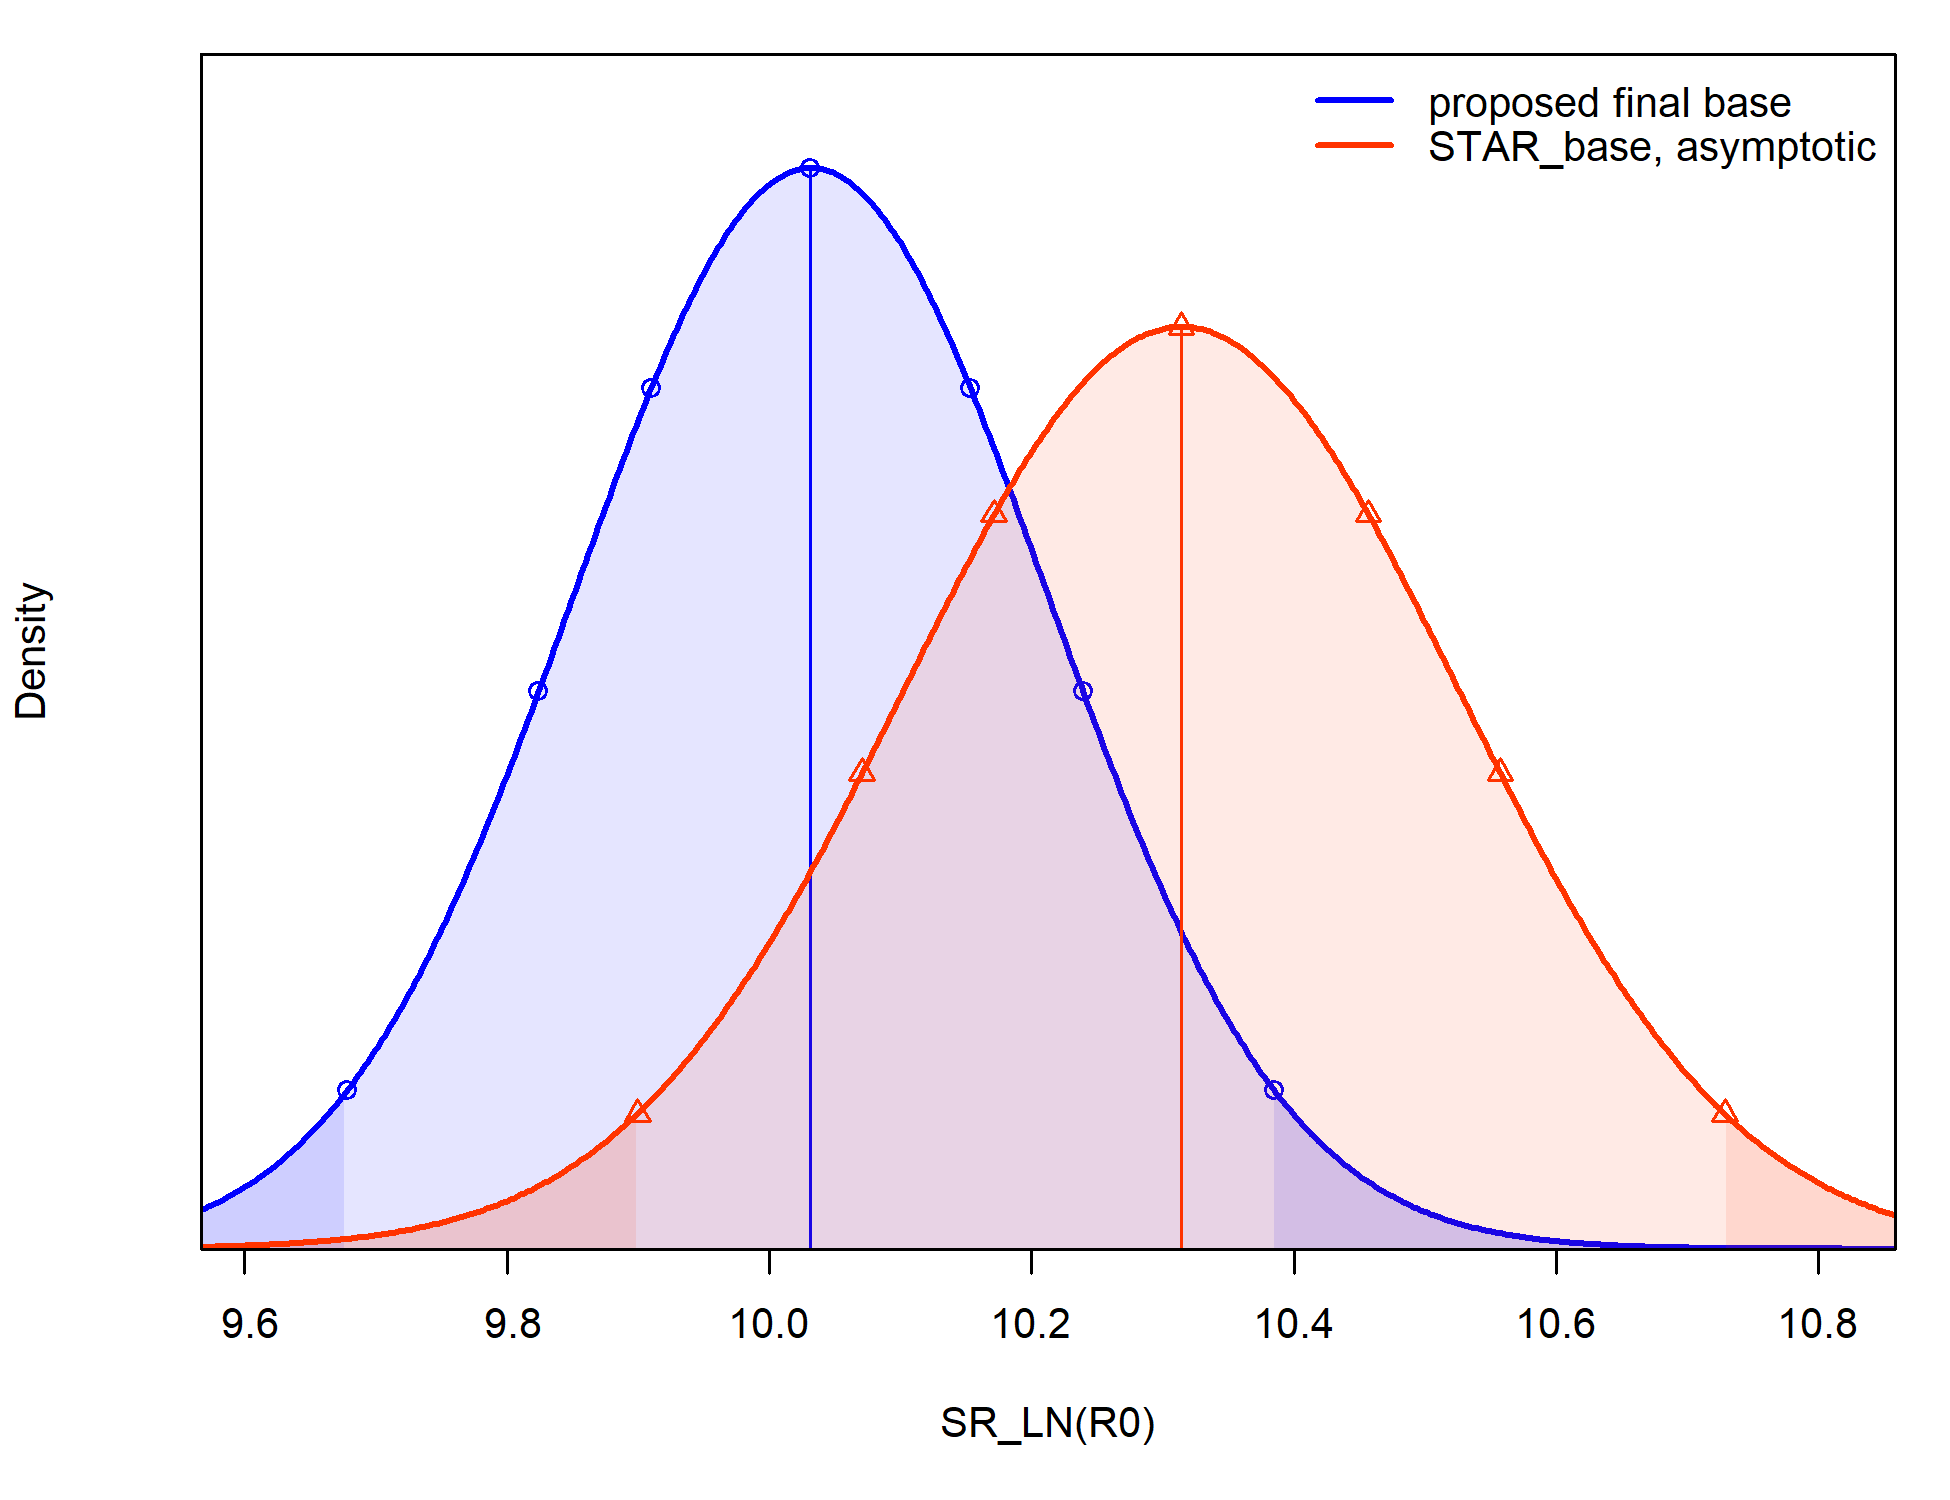 proposed final base
STAR_base, asymptotic
Density
9.6 9.8 10.0 10.2 10.4 10.6 10.8
SR_LN(R0)